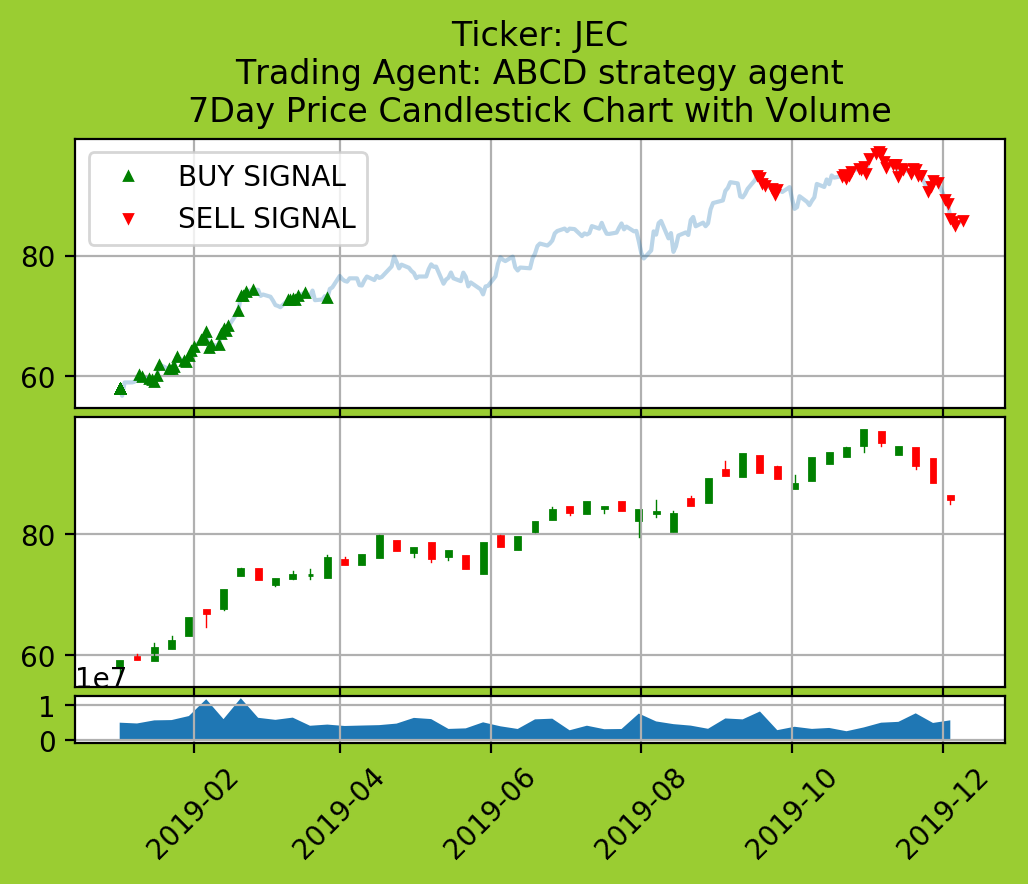 Ticker: JEC
Trading Agent: ABCD strategy agent
7Day Price Candlestick Chart with Volume
BUY SIGNAL
SELL SIGNAL
80
60
80
60
1e7
1
0
2019-02
2019-04
2019-06
2019-08
2019-10
2019-12